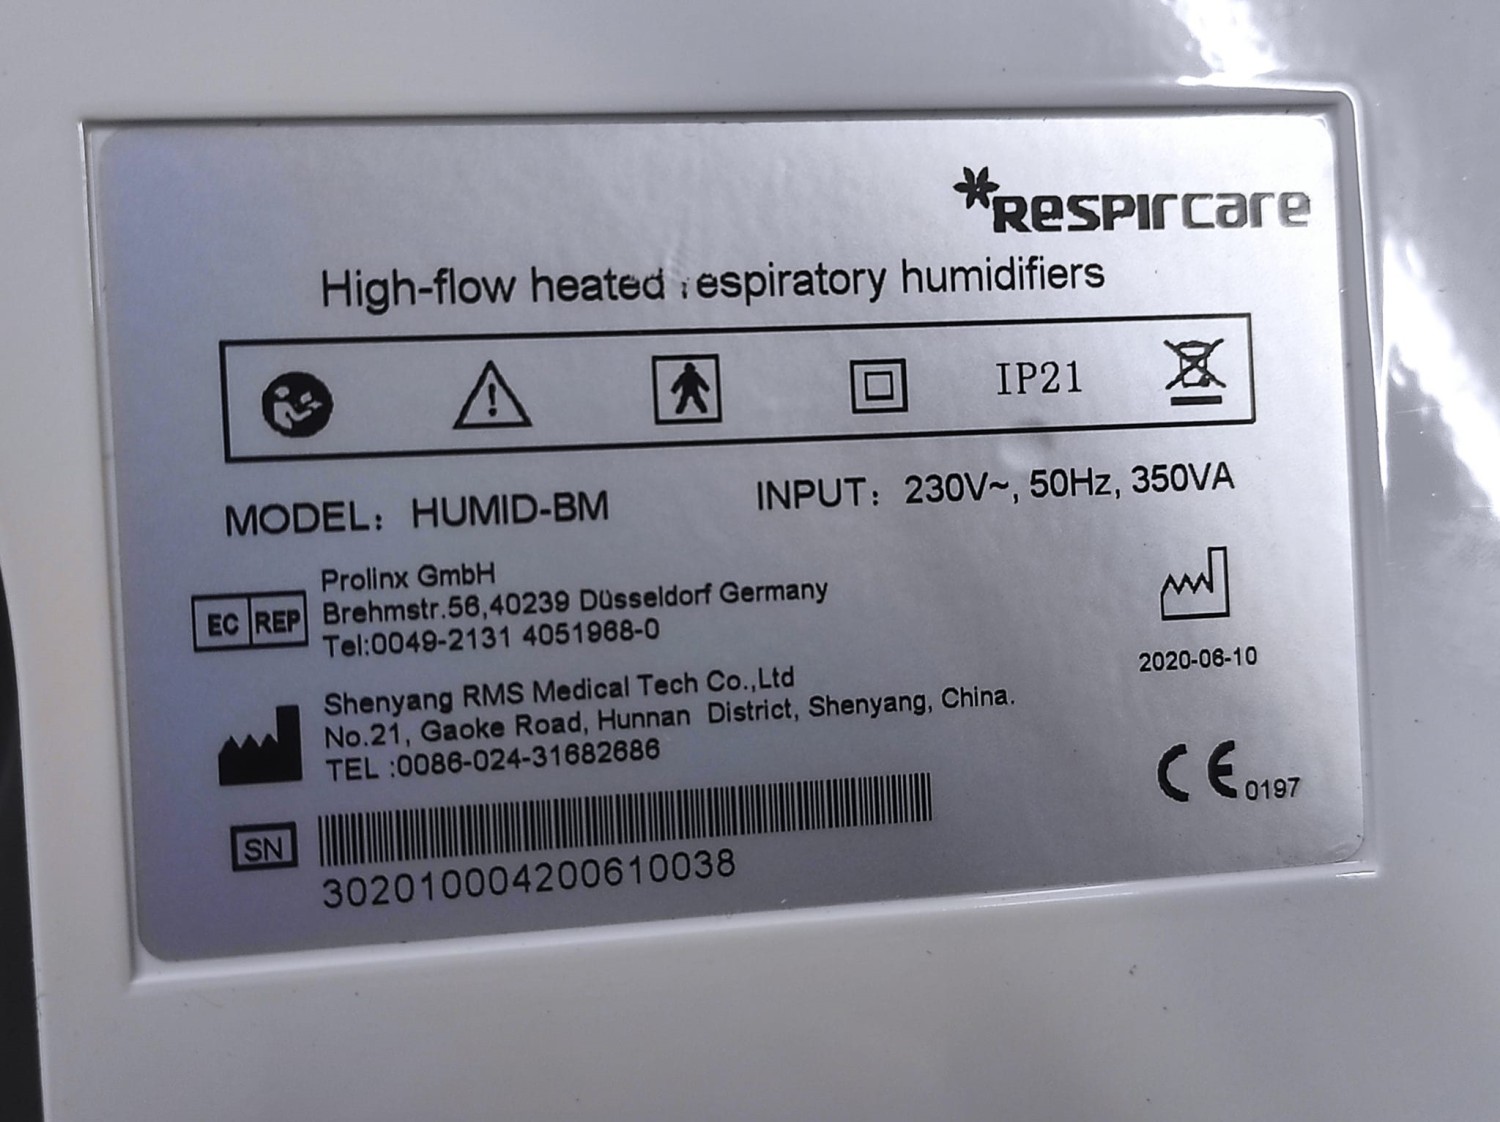 RESPIRCARE
High-flow heated respiratory humidifiers
IP21
MODEL: HUMID-BM
INPUT: 230V~, 50Hz, 350VA
EC REP
Prolinx GmbH
Brehmstr.56,40239 Düsseldorf Germany
Tel:0049-2131 4051968-0
2020-06-10
Shenyang RMS Medical Tech Co.,Ltd
No.21, Gaoke Road, Hunnan District, Shenyang, China.
TEL :0086-024-31682686
CE 0197
SN
302010004200610038